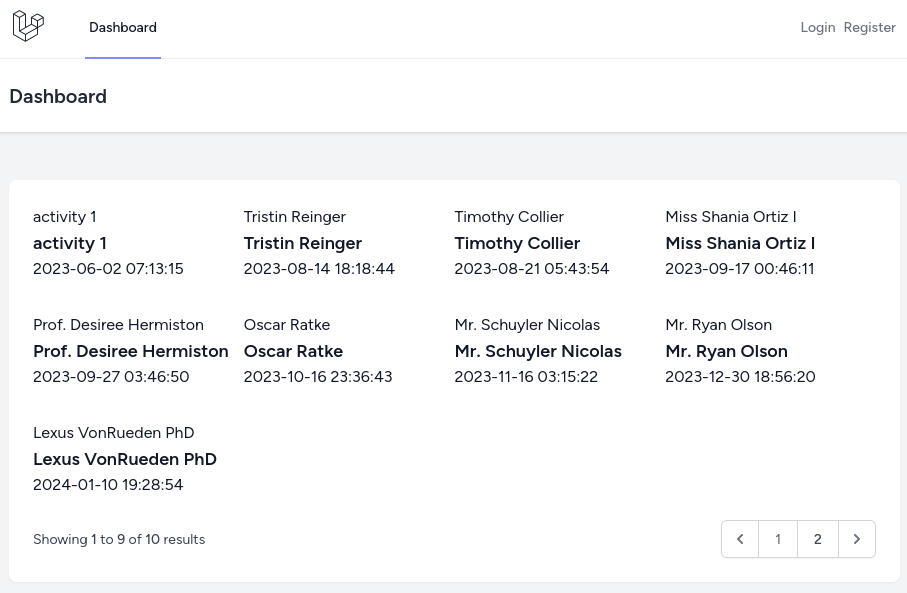 Dashboard
Login Register
Dashboard
activity 1
activity 1
2023-06-02 07:13:15
Tristin Reinger
Tristin Reinger
2023-08-14 18:18:44
Timothy Collier
Timothy Collier
2023-08-21 05:43:54
Miss Shania Ortiz I
Miss Shania Ortiz I
2023-09-17 00:46:11
Prof. Desiree Hermiston
Prof. Desiree Hermiston
2023-09-27 03:46:50
Oscar Ratke
Oscar Ratke
2023-10-16 23:36:43
Mr. Schuyler Nicolas
Mr. Schuyler Nicolas
2023-11-16 03:15:22
Mr. Ryan Olson
Mr. Ryan Olson
2023-12-30 18:56:20
Lexus VonRueden PhD
Lexus VonRueden PhD
2024-01-10 19:28:54
Showing 1 to 9 of 10 results
1 2